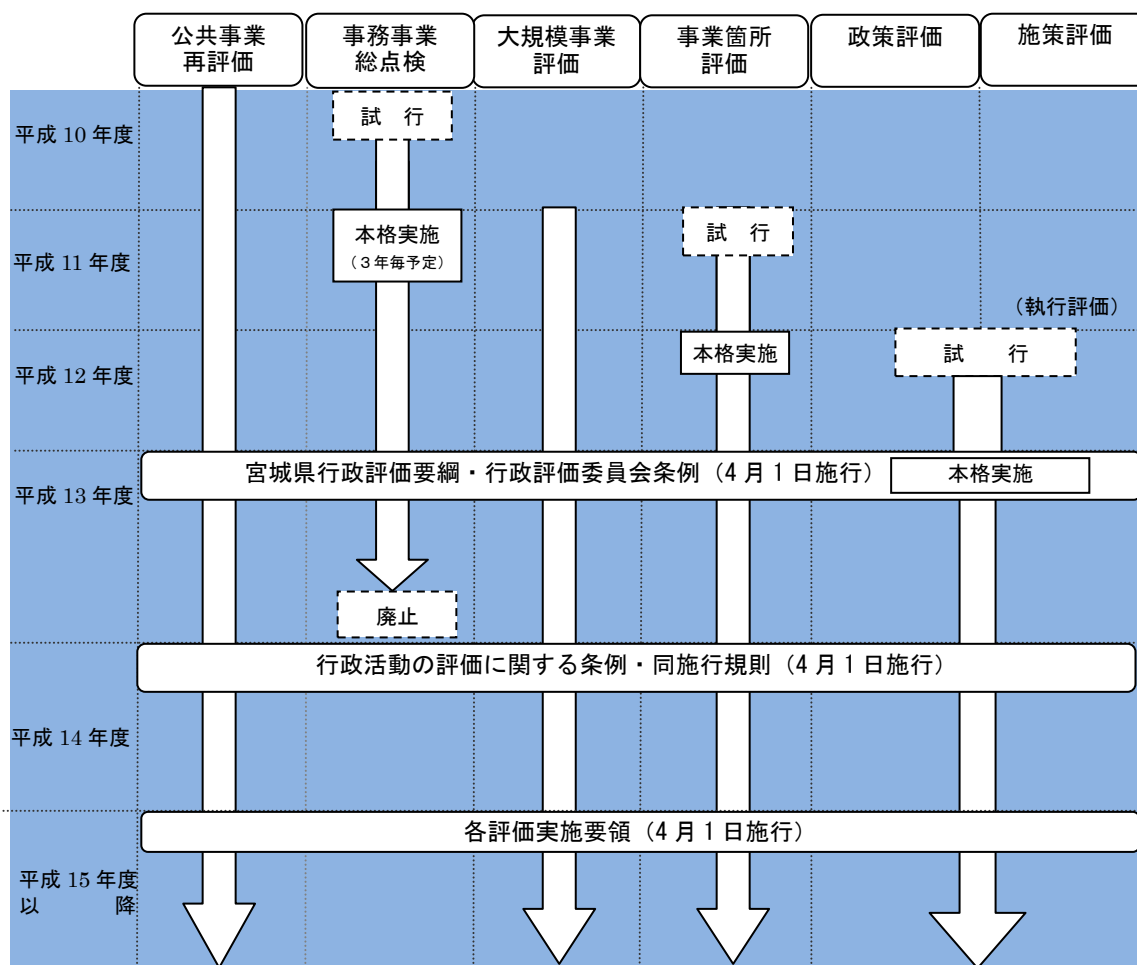 公共事業
再評価
事務事業
総点検
大規模事業
評価
事業箇所
評価
政策評価
施策評価
平成 10 年度
試 行
平成 11 年度
本格実施
(3年毎予定)
試 行
(執行評価)
平成 12 年度
本格実施
試 行
平成 13 年度
宮城県行政評価要綱・行政評価委員会条例(4月1日施行)
本格実施
廃止
行政活動の評価に関する条例・同施行規則(4月1日施行)
平成 14 年度
各評価実施要領(4月1日施行)
平成 15 年度
以 降